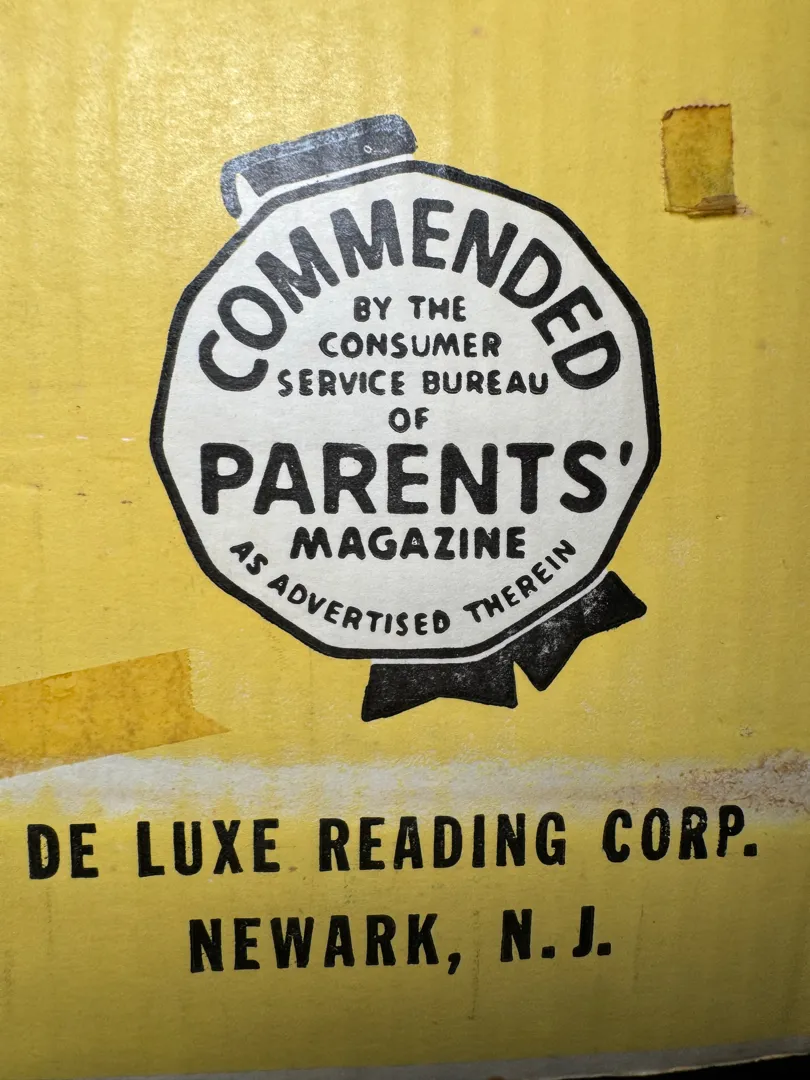 COMMENDED
BY THE
CONSUMER
SERVICE BUREAU
OF
PARENTS'
MAGAZINE
AS ADVERTISED THEREIN
DE LUXE READING CORP.
NEWARK, N.J.